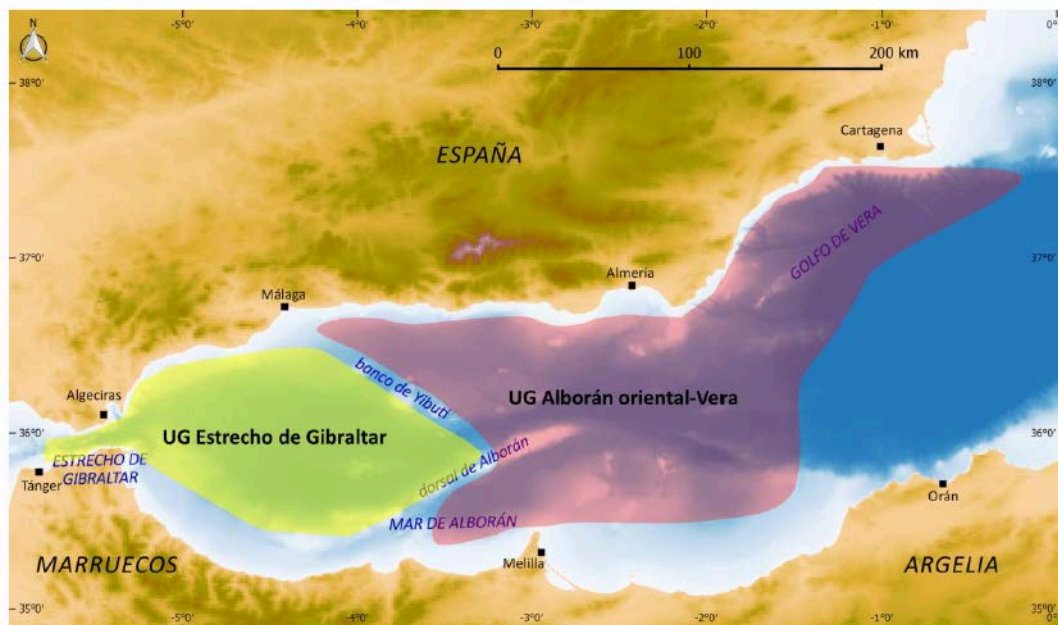 -5°0'
-4°0'
-3°0'
-2°0'
-1°0'
0°
N
0
100
200 km
38°0'
38°0'
Cartagena
ESPAÑA
GOLFO DE VERA
37°0'
37°0'
Almería
Málaga
banco de Yibuti
UG Alborán oriental-Vera
Algeciras
UG Estrecho de Gibraltar
36°0'
36°0'
dorsal de Alborán
ESTRECHO DE
GIBRALTAR
Tánger
Orán
MAR DE ALBORÁN
MARRUECOS
Melilla
ARGELIA
35°0'
35°0'
-5°0'
-4°0'
-3°0'
-2°0'
-1°0'
0°